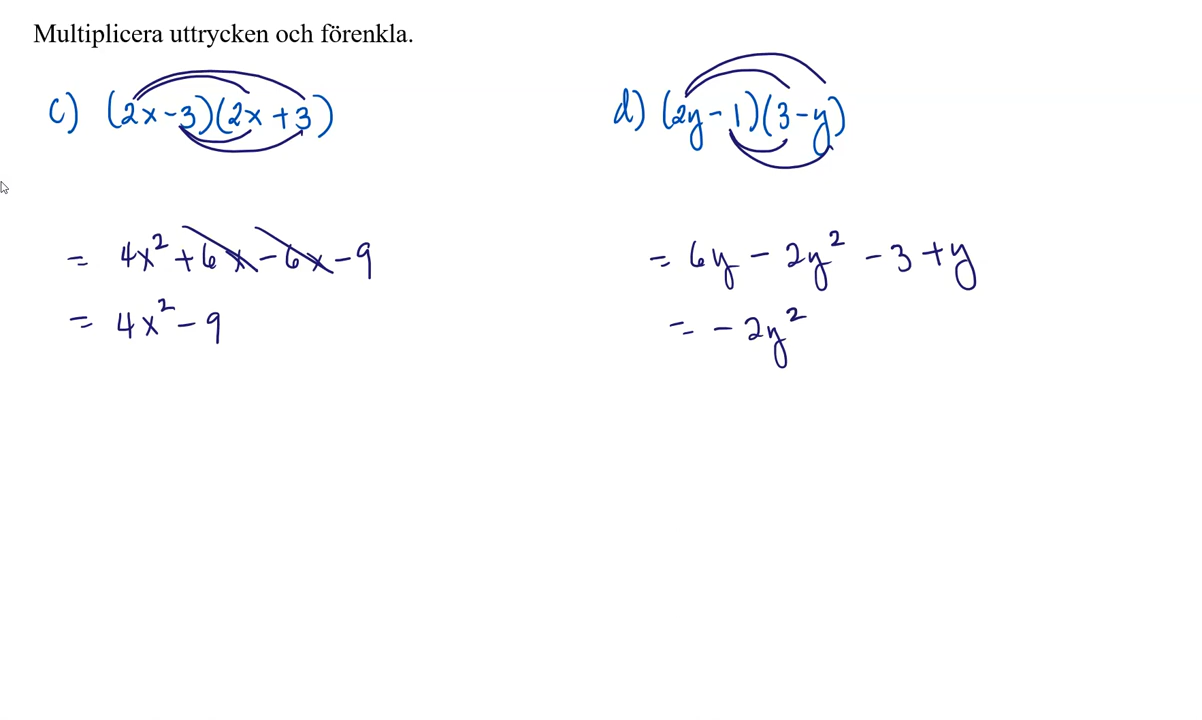 Multiplicera uttrycken och förenkla.
c) (2x-3)(2x+3)
= 4x² + 6x - 6x - 9
= 4x² - 9
d) (2y-1)(3-y)
= 6y - 2y² - 3 + y
= -2y²